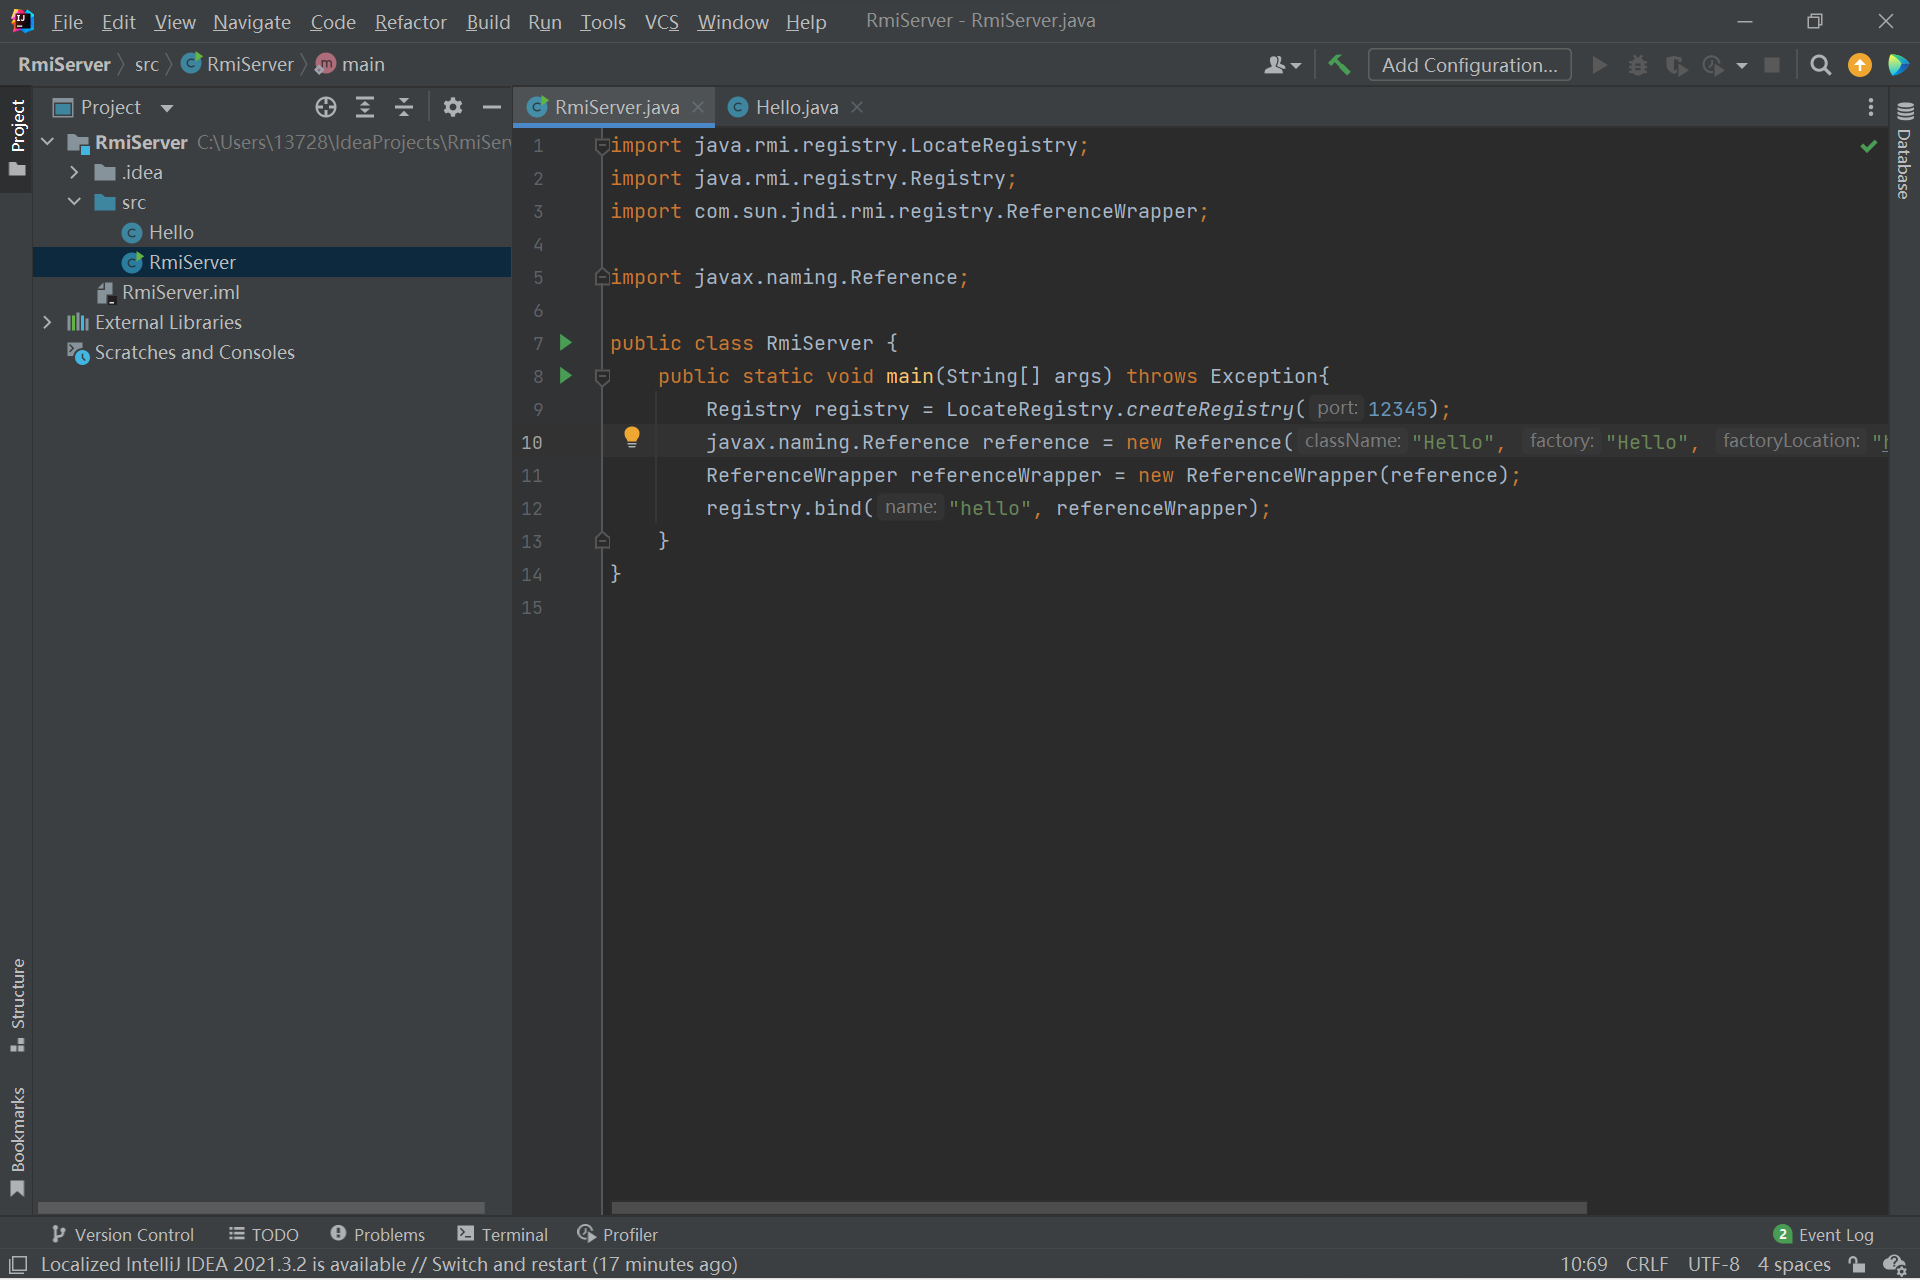 File Edit View Navigate Code Refactor Build Run Tools VCS Window Help RmiServer - RmiServer.java
RmiServer src RmiServer main Add Configuration...
Project
Project
RmiServer C:\Users\13728\IdeaProjects\RmiServ
.idea
src
Hello
RmiServer
RmiServer.iml
External Libraries
Scratches and Consoles
Structure
Bookmarks
RmiServer.java Hello.java
1 import java.rmi.registry.LocateRegistry;
2 import java.rmi.registry.Registry;
3 import com.sun.jndi.rmi.registry.ReferenceWrapper;
4
5 import javax.naming.Reference;
6
7 public class RmiServer {
8 public static void main(String[] args) throws Exception{
9 Registry registry = LocateRegistry.createRegistry( port: 12345);
10 javax.naming.Reference reference = new Reference( className: "Hello", factory: "Hello", factoryLocation: "h
11 ReferenceWrapper referenceWrapper = new ReferenceWrapper(reference);
12 registry.bind( name: "hello", referenceWrapper);
13 }
14 }
15
Database
Version Control TODO Problems Terminal Profiler 2 Event Log
Localized IntelliJ IDEA 2021.3.2 is available // Switch and restart (17 minutes ago) 10:69 CRLF UTF-8 4 spaces